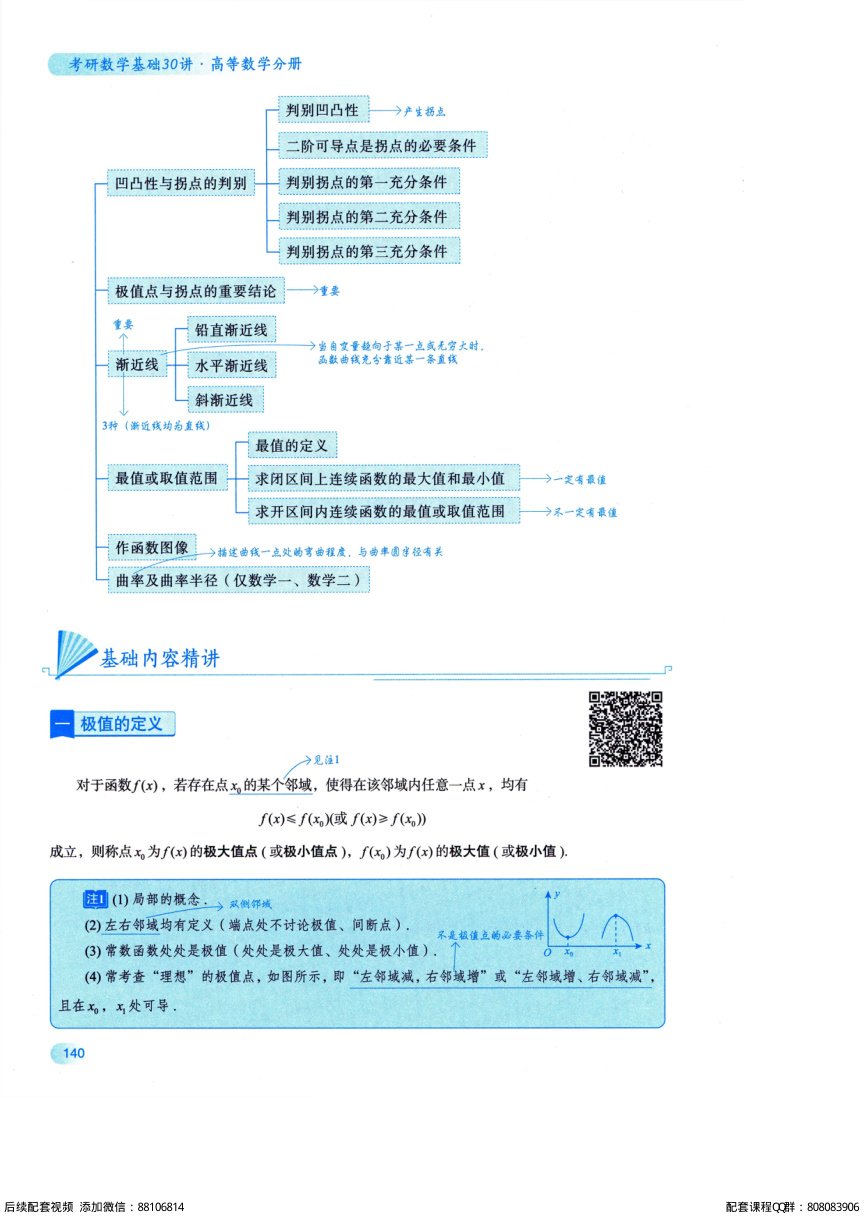 考研数学基础30讲·高等数学分册
判别凹凸性
产生拐点
二阶可导点是拐点的必要条件
凹凸性与拐点的判别
判别拐点的第一充分条件
判别拐点的第二充分条件
判别拐点的第三充分条件
极值点与拐点的重要结论
重要
重要
铅直渐近线
当自变量趋向于某一点或无穷大时,
函数曲线充分靠近某一条直线
渐近线
水平渐近线
斜渐近线
3种(渐近线均为直线)
最值的定义
最值或取值范围
求闭区间上连续函数的最大值和最小值
一定有最值
求开区间内连续函数的最值或取值范围
不一定有最值
作函数图像
描述曲线一点处的弯曲程度,与曲率圆半径有关
曲率及曲率半径(仅数学一、数学二)
基础内容精讲
一 极值的定义
见注1
对于函数f(x),若存在点x₀的某个邻域,使得在该邻域内任意一点x,均有
f(x)≤f(x₀)(或f(x)≥f(x₀))
成立,则称点x₀为f(x)的极大值点(或极小值点),f(x₀)为f(x)的极大值(或极小值).
注1 (1)局部的概念.
双侧邻域
(2)左右邻域均有定义(端点处不讨论极值、间断点).
不是极值点的必要条件
(3)常数函数处处是极值(处处是极大值、处处是极小值).
y
O x₀ x₁ x
(4)常考查“理想”的极值点,如图所示,即“左邻域减,右邻域增”或“左邻域增、右邻域减”,
且在x₀,x₁处可导.
140
后续配套视频 添加微信:88106814
配套课程QQ群:808083906